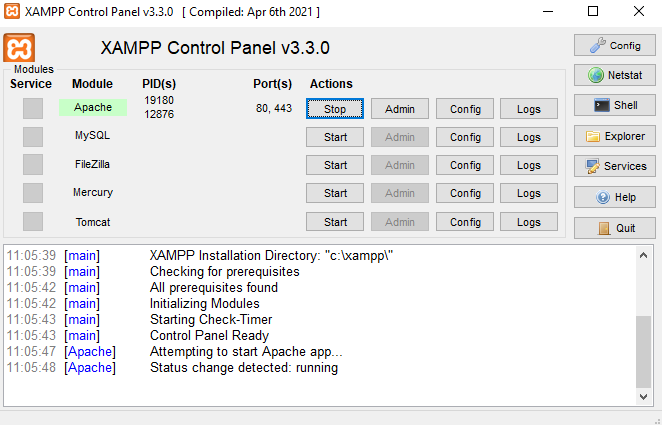 XAMPP Control Panel v3.3.0 [ Compiled: Apr 6th 2021 ]
XAMPP Control Panel v3.3.0
Config
Modules
Service Module PID(s) Port(s) Actions
Netstat
Apache 19180 80, 443 Stop Admin Config Logs
12876
Shell
MySQL Start Admin Config Logs
Explorer
FileZilla Start Admin Config Logs
Services
Mercury Start Admin Config Logs
Help
Tomcat Start Admin Config Logs
Quit
11:05:39 [main] XAMPP Installation Directory: "c:\xampp\"
11:05:39 [main] Checking for prerequisites
11:05:42 [main] All prerequisites found
11:05:42 [main] Initializing Modules
11:05:43 [main] Starting Check-Timer
11:05:43 [main] Control Panel Ready
11:05:47 [Apache] Attempting to start Apache app...
11:05:48 [Apache] Status change detected: running